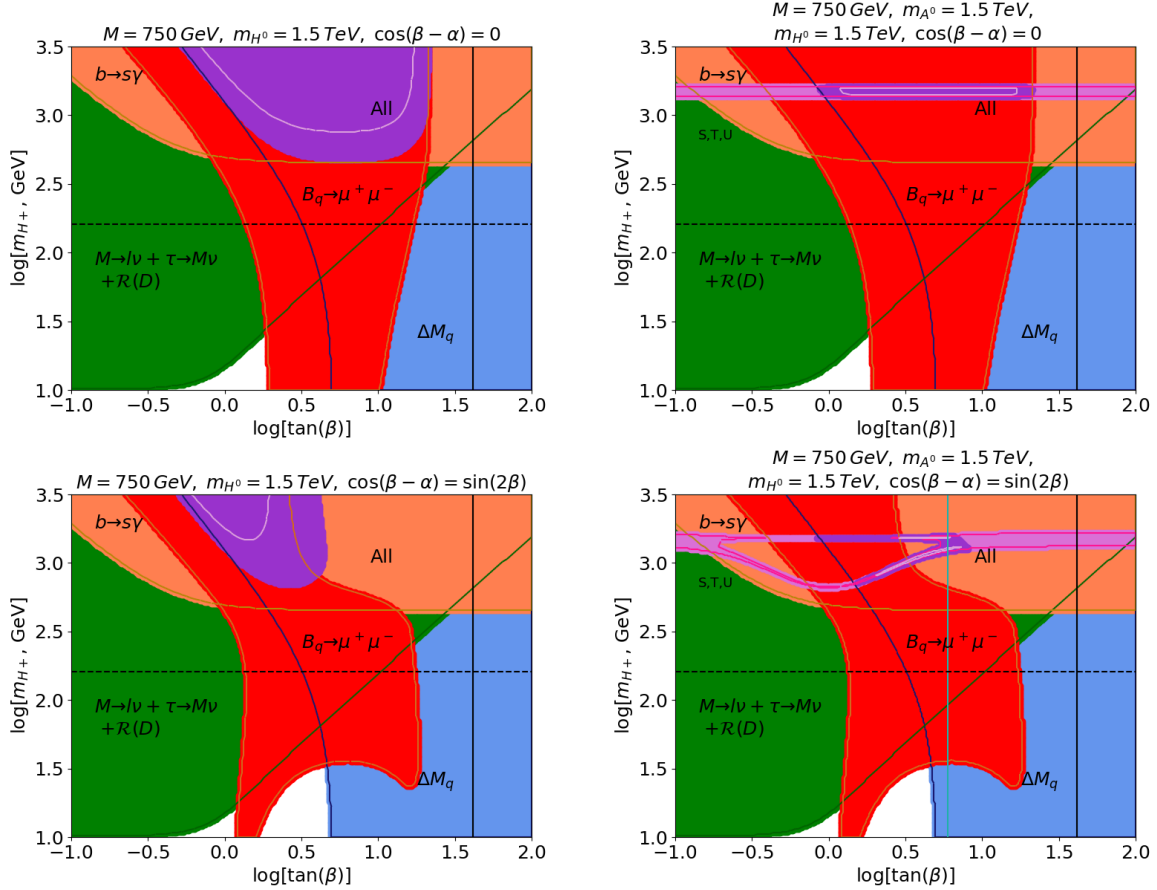 M = 750 GeV, m_{H^0} = 1.5 TeV, cos(β − α) = 0
3.5
3.0
2.5
2.0
1.5
1.0
log[m_{H+}, GeV]
b→sγ
All
B_q→μ⁺μ⁻
M→lν + τ→Mν
+ℛ(D)
ΔM_q
−1.0 −0.5 0.0 0.5 1.0 1.5 2.0
log[tan(β)]
M = 750 GeV, m_{A^0} = 1.5 TeV,
m_{H^0} = 1.5 TeV, cos(β − α) = 0
3.5
3.0
2.5
2.0
1.5
1.0
log[m_{H+}, GeV]
b→sγ
All
S,T,U
B_q→μ⁺μ⁻
M→lν + τ→Mν
+ℛ(D)
ΔM_q
−1.0 −0.5 0.0 0.5 1.0 1.5 2.0
log[tan(β)]
M = 750 GeV, m_{H^0} = 1.5 TeV, cos(β − α) = sin(2β)
3.5
3.0
2.5
2.0
1.5
1.0
log[m_{H+}, GeV]
b→sγ
All
B_q→μ⁺μ⁻
M→lν + τ→Mν
+ℛ(D)
ΔM_q
−1.0 −0.5 0.0 0.5 1.0 1.5 2.0
log[tan(β)]
M = 750 GeV, m_{A^0} = 1.5 TeV,
m_{H^0} = 1.5 TeV, cos(β − α) = sin(2β)
3.5
3.0
2.5
2.0
1.5
1.0
log[m_{H+}, GeV]
b→sγ
All
S,T,U
B_q→μ⁺μ⁻
M→lν + τ→Mν
+ℛ(D)
ΔM_q
−1.0 −0.5 0.0 0.5 1.0 1.5 2.0
log[tan(β)]